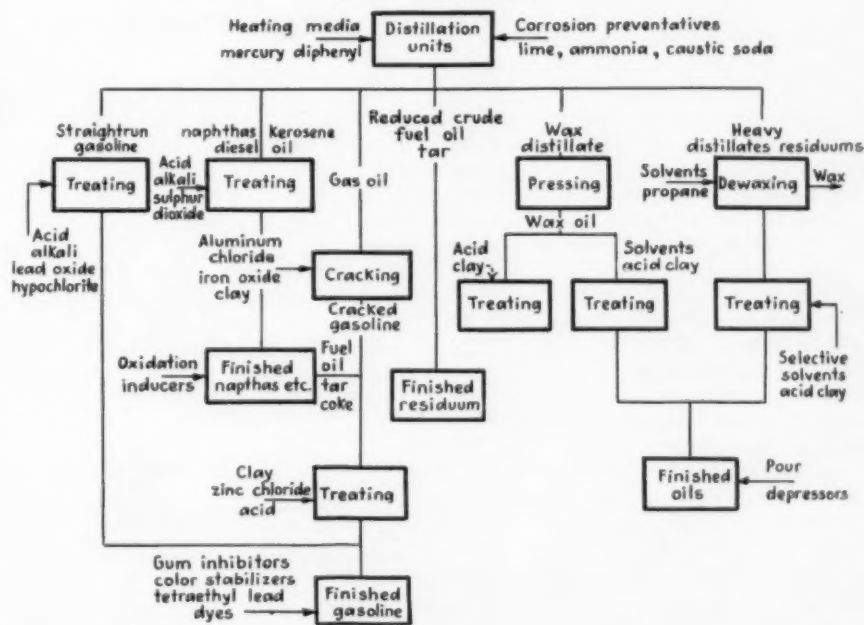 Heating media
mercury diphenyl
Distillation
units
Corrosion preventatives
lime, ammonia, caustic soda
Straightrun
gasoline
naphthas
diesel
Kerosene
oil
Gas oil
Reduced crude
fuel oil
tar
Wax
distillate
Heavy
distillates residuums
Treating
Acid
alkali
sulphur
dioxide
Treating
Pressing
Solvents
propane
Dewaxing
Wax
Acid
alkali
lead oxide
hypochlorite
Aluminum
chloride
iron oxide
clay
Cracking
Cracked
gasoline
Wax oil
Acid
clay
Treating
Solvents
acid clay
Treating
Treating
Oxidation
inducers
Finished
napthas etc.
Fuel
oil
tar
coke
Finished
residuum
Selective
solvents
acid clay
Clay
zinc chloride
acid
Treating
Finished
oils
Pour
depressors
Gum inhibitors
color stabilizers
tetraethyl lead
dyes
Finished
gasoline